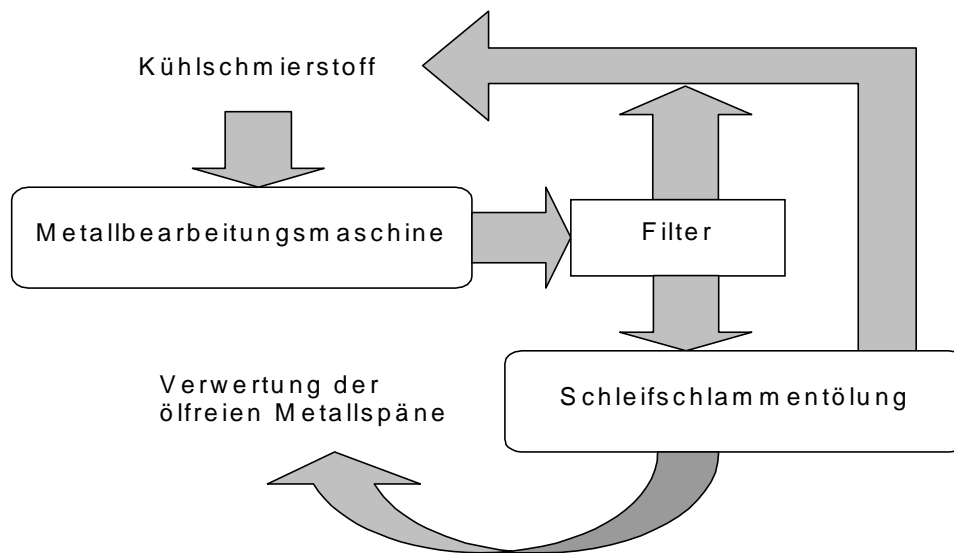 Kühlschmierstoff
Metallbearbeitungsmaschine
Filter
Verwertung der
ölfreien Metallspäne
Schleifschlammentölung